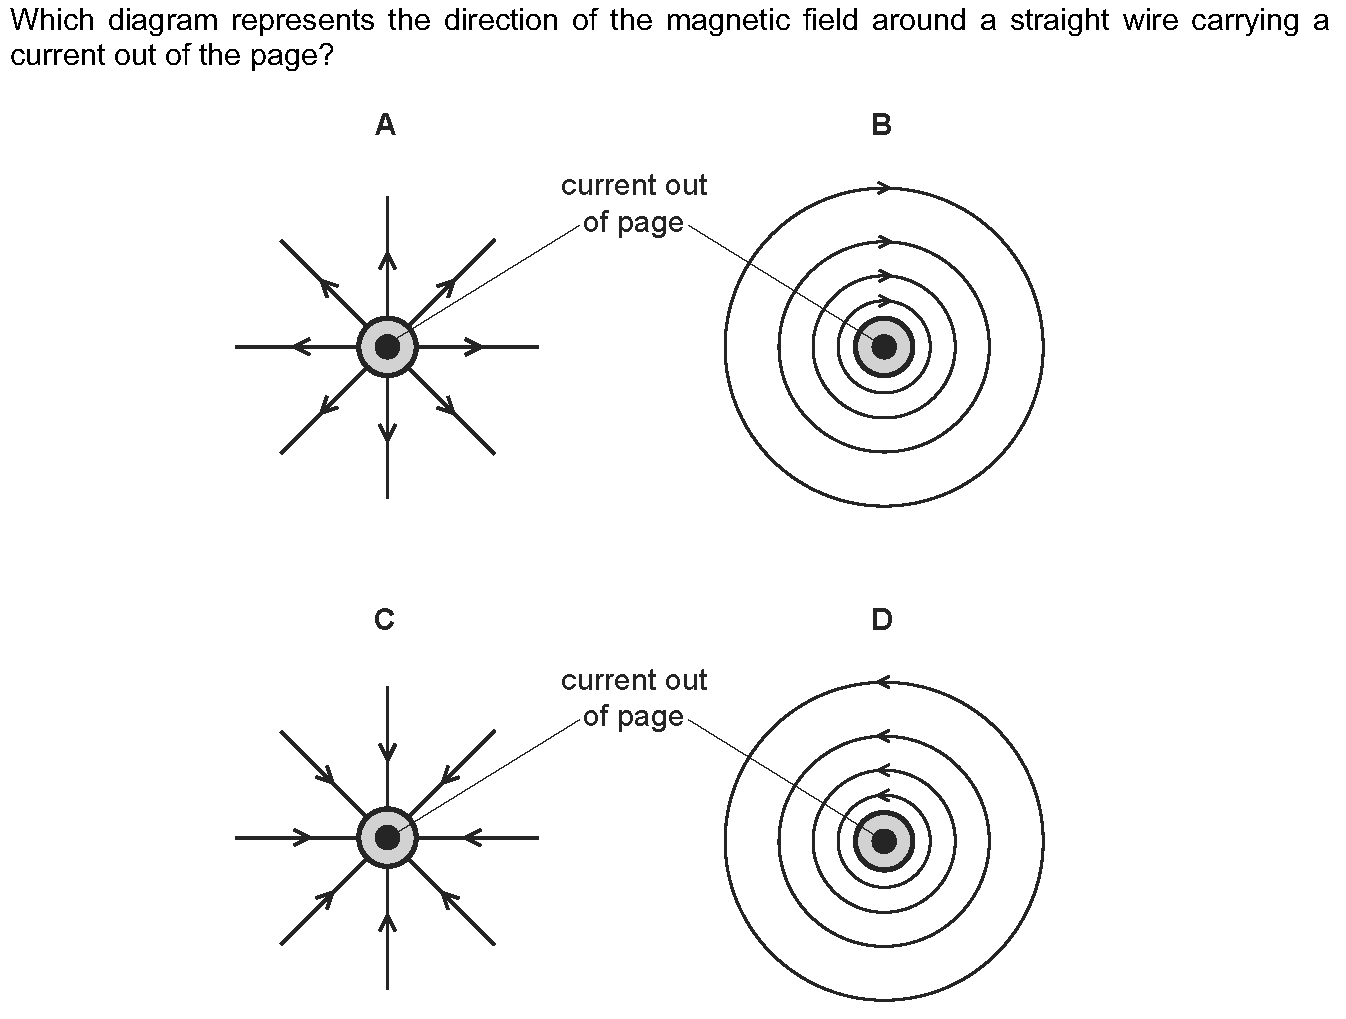 Which diagram represents the direction of the magnetic field around a straight wire carrying a
current out of the page?
A
B
current out
of page
C
D
current out
of page